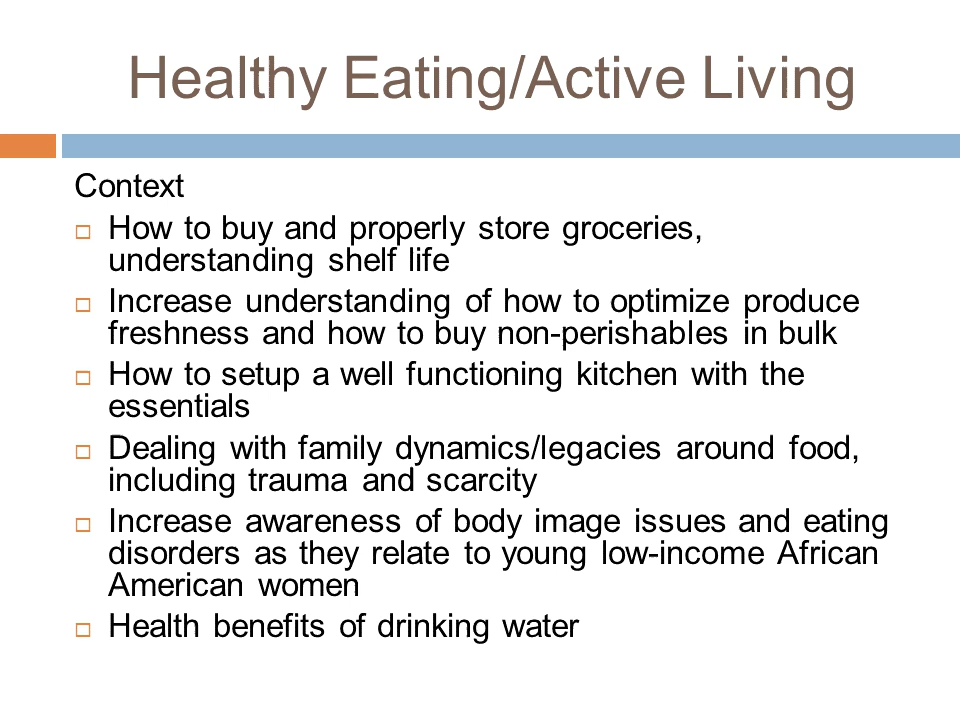 Healthy Eating/Active Living
Context
How to buy and properly store groceries,
understanding shelf life
Increase understanding of how to optimize produce
freshness and how to buy non-perishables in bulk
How to setup a well functioning kitchen with the
essentials
Dealing with family dynamics/legacies around food,
including trauma and scarcity
Increase awareness of body image issues and eating
disorders as they relate to young low-income African
American women
Health benefits of drinking water